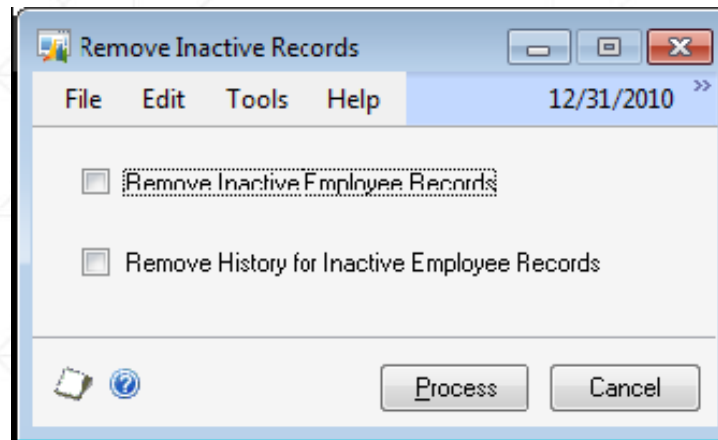 Remove Inactive Records
File Edit Tools Help 12/31/2010 »
Remove Inactive Employee Records
Remove History for Inactive Employee Records
Process Cancel